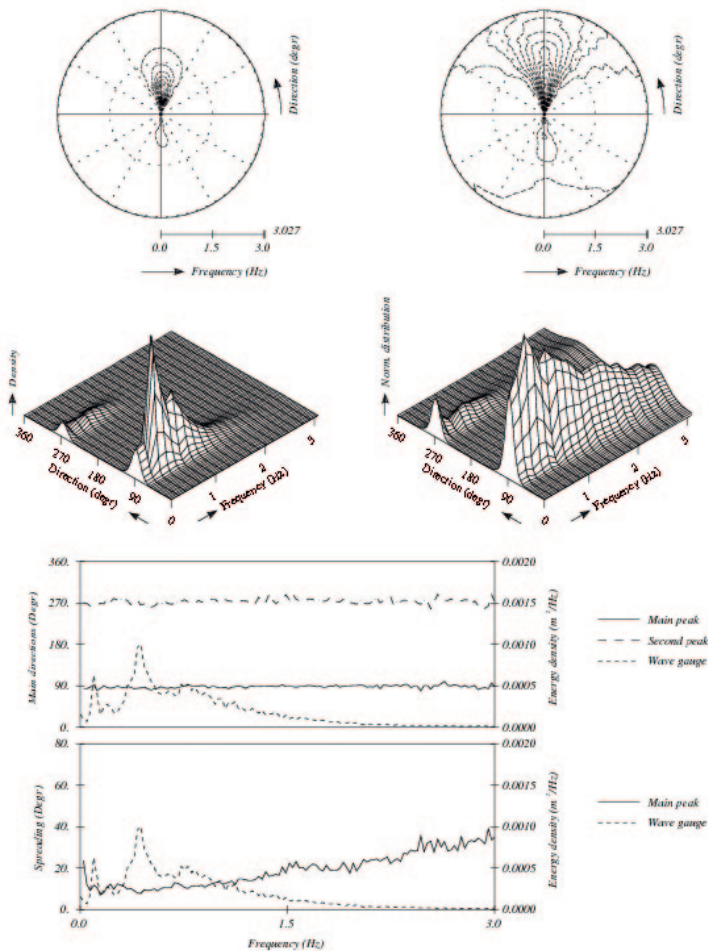 Direction (degr)
Direction (degr)
3.027
0.0 1.5 3.0
Frequency (Hz)
3.027
0.0 1.5 3.0
Frequency (Hz)
Density
360
270
180
90
0
Direction (degr)
1
2
3
Frequency (Hz)
Norm. distribution
360
270
180
90
0
Direction (degr)
1
2
3
Frequency (Hz)
Main directions (Degr)
360.
270.
180.
90.
0.
0.0020
0.0015
0.0010
0.0005
0.0000
Energy density (m²/Hz)
Main peak
Second peak
Wave gauge
Spreading (Degr)
80.
60.
40.
20.
0.
0.0020
0.0015
0.0010
0.0005
0.0000
Energy density (m²/Hz)
Main peak
Wave gauge
0.0 1.5 3.0
Frequency (Hz)